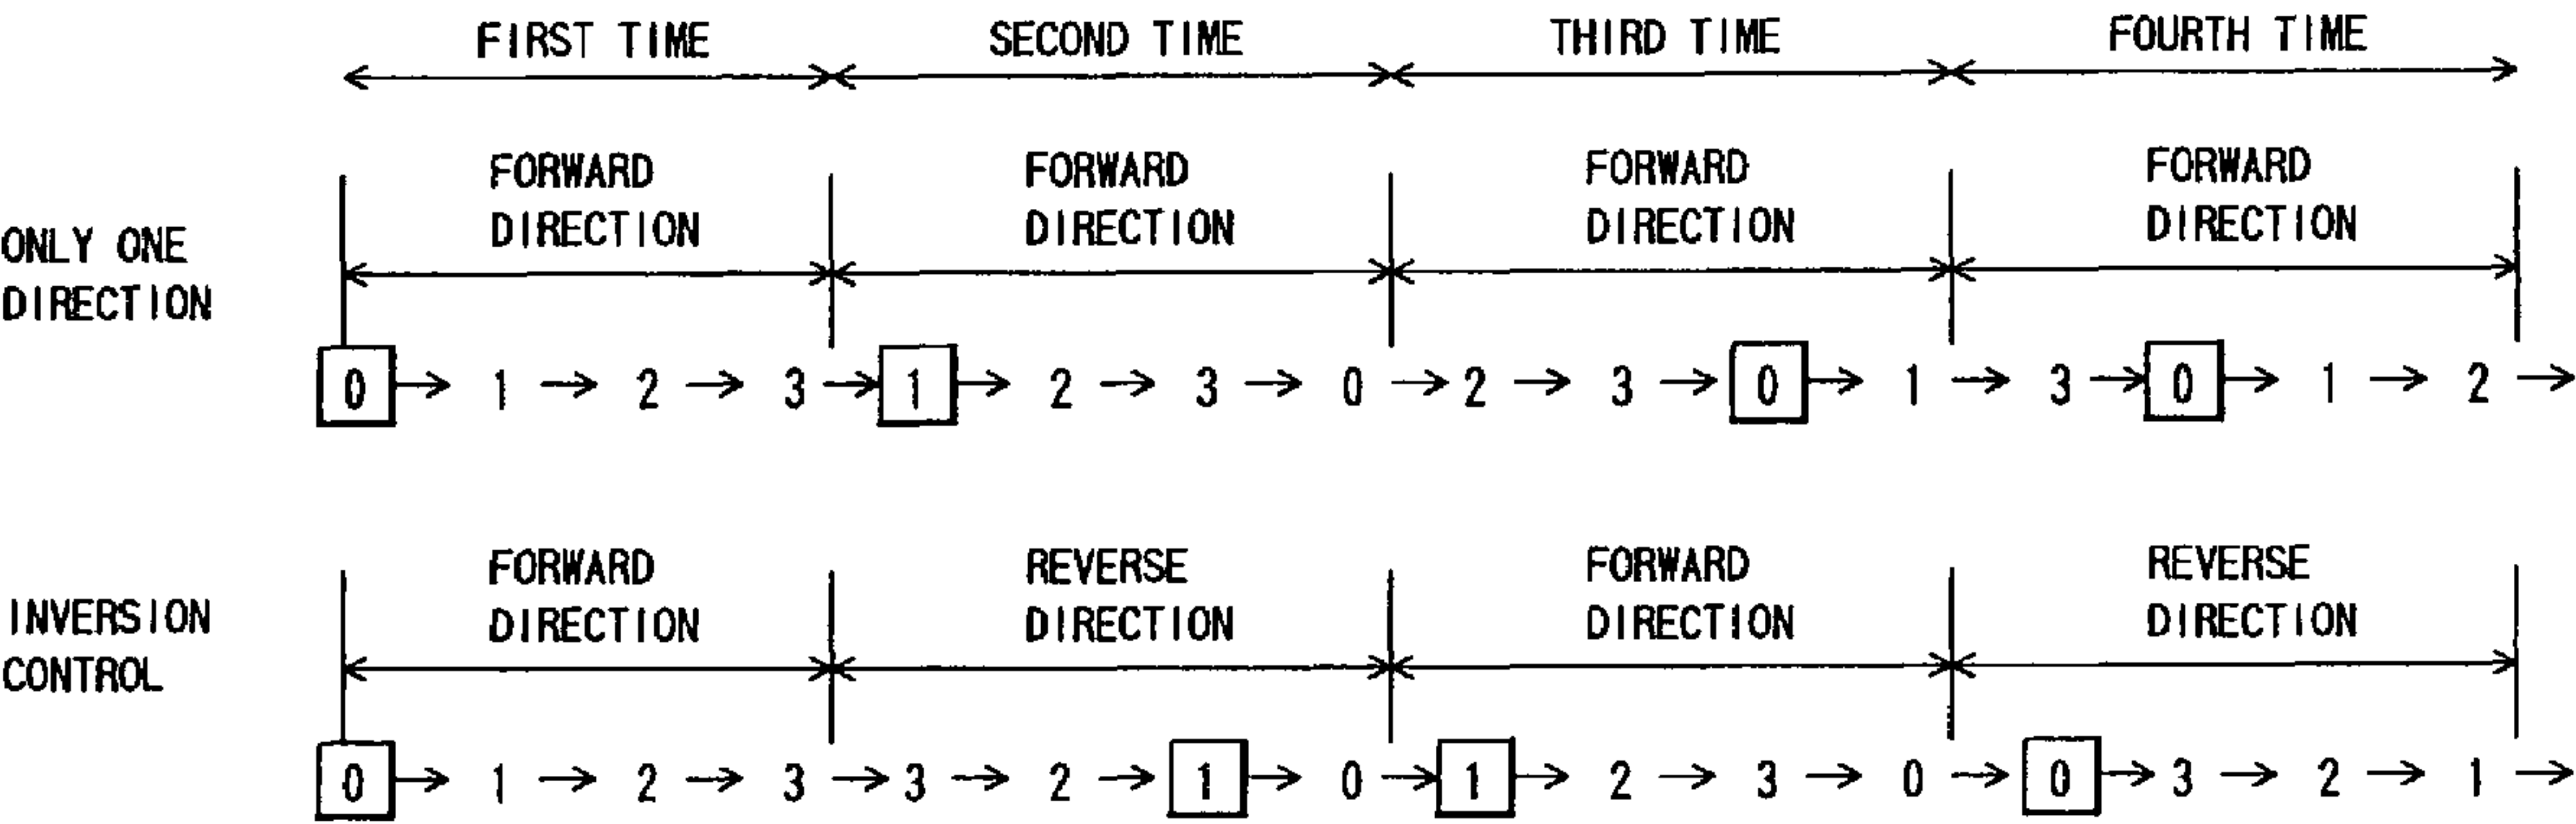 FIRST TIME SECOND TIME THIRD TIME FOURTH TIME
FORWARD DIRECTION FORWARD DIRECTION FORWARD DIRECTION FORWARD DIRECTION
ONLY ONE DIRECTION
0 → 1 → 2 → 3 → 1 → 2 → 3 → 0 → 2 → 3 → 0 → 1 → 3 → 0 → 1 → 2 →
FORWARD DIRECTION REVERSE DIRECTION FORWARD DIRECTION REVERSE DIRECTION
INVERSION CONTROL
0 → 1 → 2 → 3 → 3 → 2 → 1 → 0 → 1 → 2 → 3 → 0 → 0 → 3 → 2 → 1 →